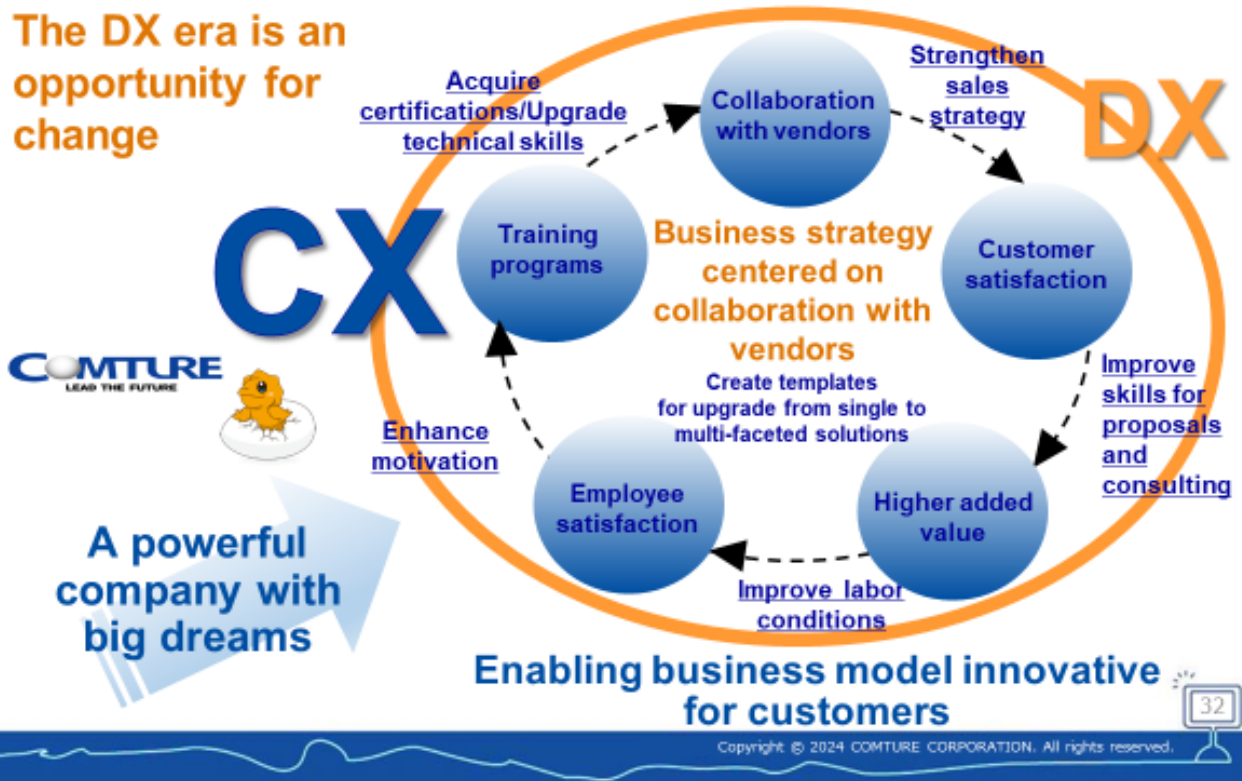 The DX era is an
opportunity for
change
Acquire
certifications/Upgrade
technical skills
Collaboration
with vendors
Strengthen
sales
strategy
DX
CX
Training
programs
Business strategy
centered on
collaboration with
vendors
Create templates
for upgrade from single to
multi-faceted solutions
Customer
satisfaction
COMTURE
LEAD THE FUTURE
Improve
skills for
proposals
and
consulting
Enhance
motivation
Employee
satisfaction
Higher added
value
Improve labor
conditions
A powerful
company with
big dreams
Enabling business model innovative
for customers
32
Copyright © 2024 COMTURE CORPORATION. All rights reserved.